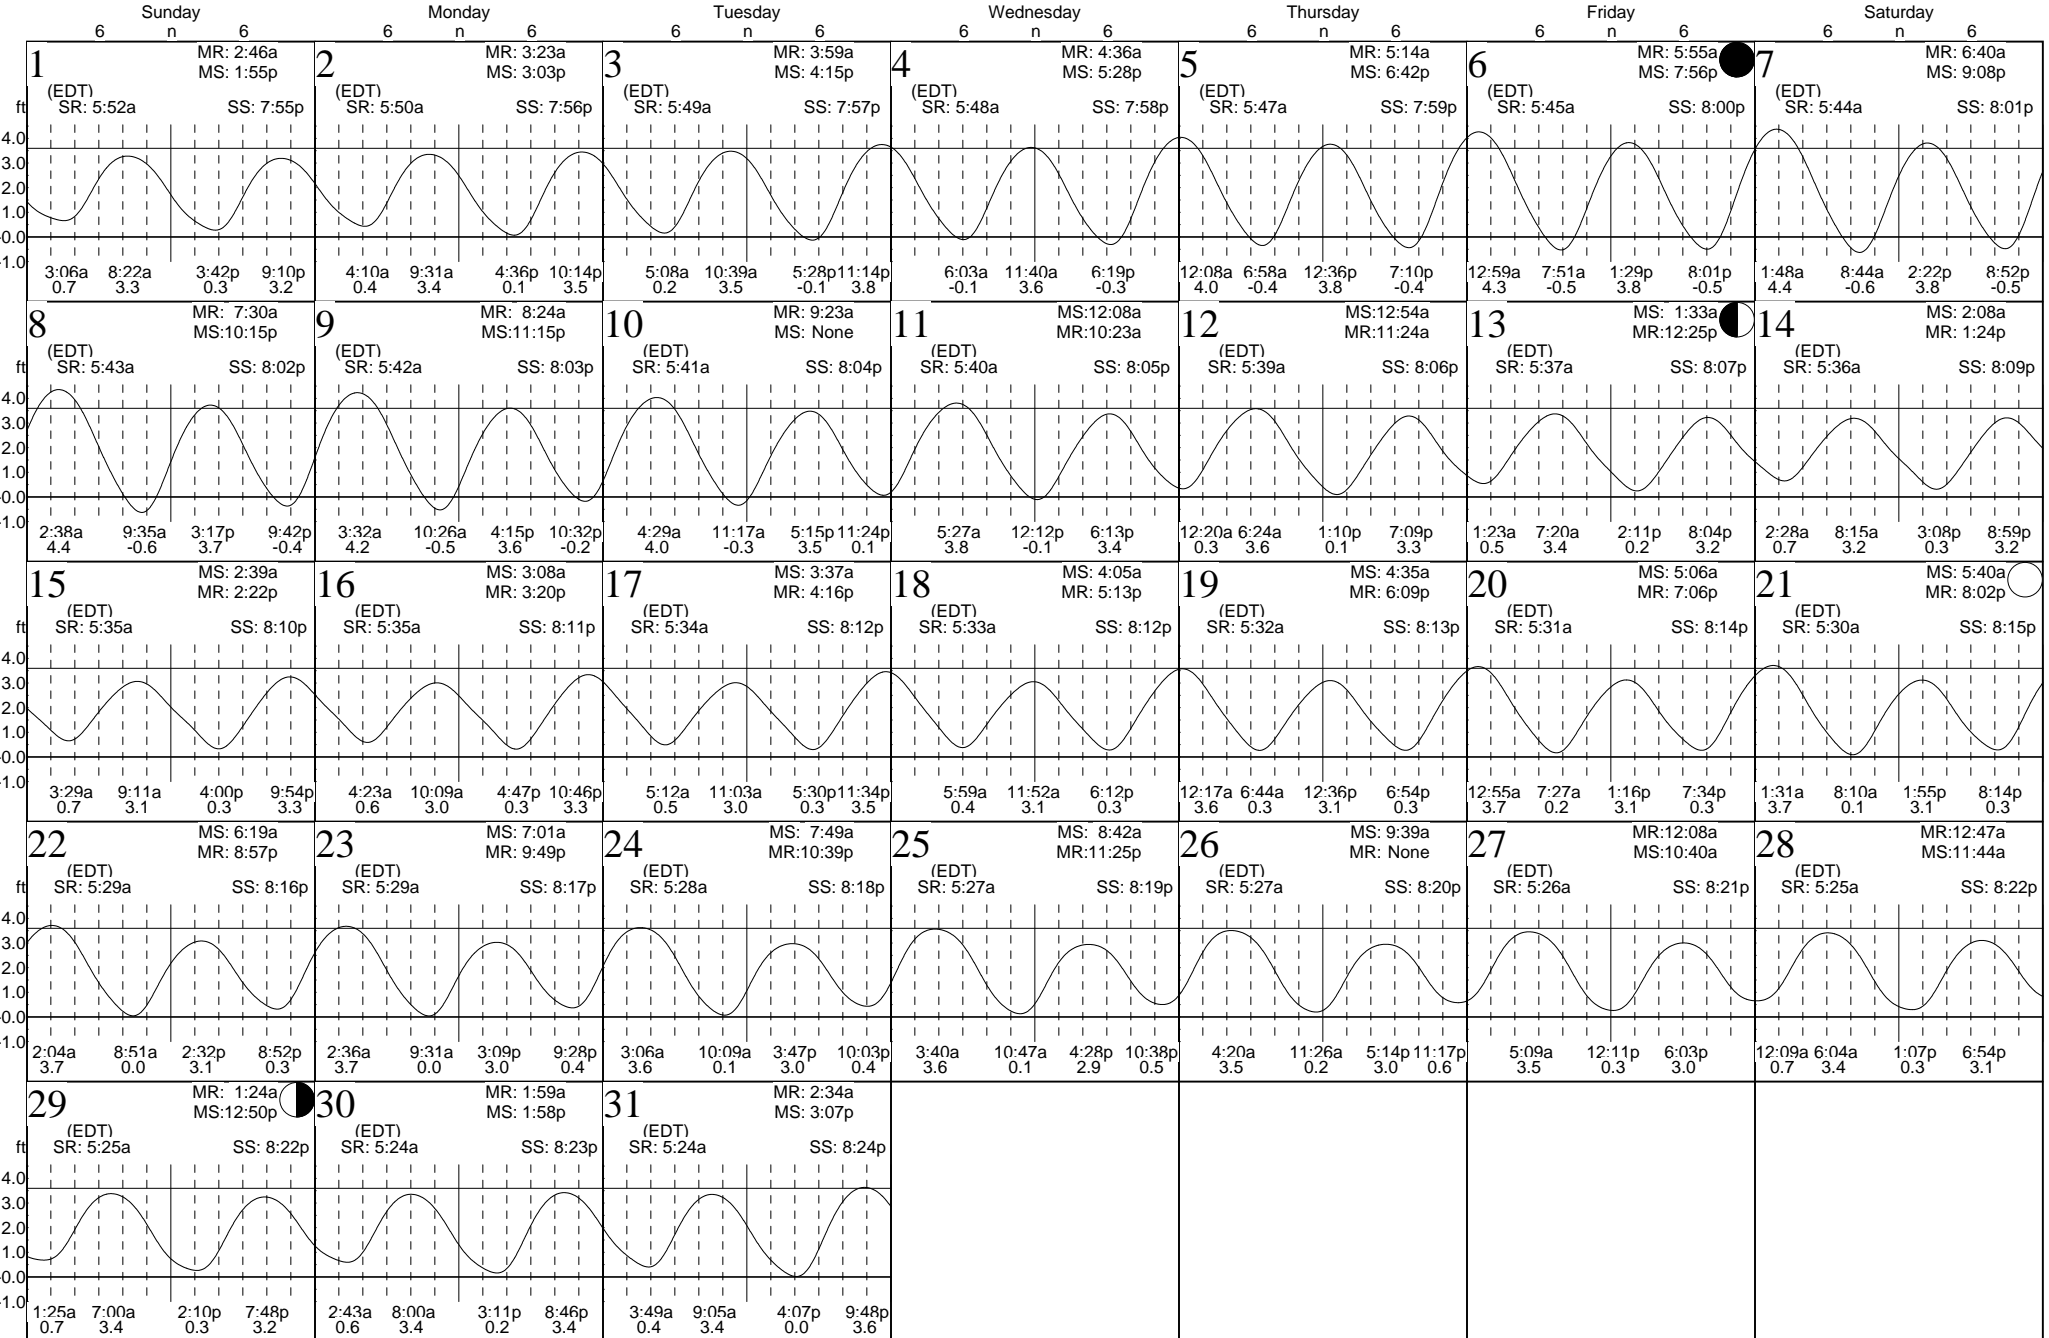 Sunday Monday Tuesday Wednesday Thursday Friday Saturday
6 n 6 6 n 6 6 n 6 6 n 6 6 n 6 6 n 6 6 n 6
1 MR: 2:46a 2 MR: 3:23a 3 MR: 3:59a 4 MR: 4:36a 5 MR: 5:14a 6 MR: 5:55a 7 MR: 6:40a
MS: 1:55p MS: 3:03p MS: 4:15p MS: 5:28p MS: 6:42p MS: 7:56p MS: 9:08p
(EDT) (EDT) (EDT) (EDT) (EDT) (EDT) (EDT)
ft SR: 5:52a SS: 7:55p SR: 5:50a SS: 7:56p SR: 5:49a SS: 7:57p SR: 5:48a SS: 7:58p SR: 5:47a SS: 7:59p SR: 5:45a SS: 8:00p SR: 5:44a SS: 8:01p
4.0
3.0
2.0
1.0
-0.0
-1.0
3:06a 8:22a 3:42p 9:10p 4:10a 9:31a 4:36p 10:14p 5:08a 10:39a 5:28p 11:14p 6:03a 11:40a 6:19p 12:08a 6:58a 12:36p 7:10p 12:59a 7:51a 1:29p 8:01p 1:48a 8:44a 2:22p 8:52p
0.7 3.3 0.3 3.2 0.4 3.4 0.1 3.5 0.2 3.5 -0.1 3.8 -0.1 3.6 -0.3 4.0 -0.4 3.8 -0.4 4.3 -0.5 3.8 -0.5 4.4 -0.6 3.8 -0.5
8 MR: 7:30a 9 MR: 8:24a 10 MR: 9:23a 11 MS:12:08a 12 MS:12:54a 13 MS: 1:33a 14 MS: 2:08a
MS:10:15p MS:11:15p MS: None MR:10:23a MR:11:24a MR:12:25p MR: 1:24p
(EDT) (EDT) (EDT) (EDT) (EDT) (EDT) (EDT)
ft SR: 5:43a SS: 8:02p SR: 5:42a SS: 8:03p SR: 5:41a SS: 8:04p SR: 5:40a SS: 8:05p SR: 5:39a SS: 8:06p SR: 5:37a SS: 8:07p SR: 5:36a SS: 8:09p
4.0
3.0
2.0
1.0
-0.0
-1.0
2:38a 9:35a 3:17p 9:42p 3:32a 10:26a 4:15p 10:32p 4:29a 11:17a 5:15p 11:24p 5:27a 12:12p 6:13p 12:20a 6:24a 1:10p 7:09p 1:23a 7:20a 2:11p 8:04p 2:28a 8:15a 3:08p 8:59p
4.4 -0.6 3.7 -0.4 4.2 -0.5 3.6 -0.2 4.0 -0.3 3.5 0.1 3.8 -0.1 3.4 0.3 3.6 0.1 3.3 0.5 3.4 0.2 3.2 0.7 3.2 0.3 3.2
15 MS: 2:39a 16 MS: 3:08a 17 MS: 3:37a 18 MS: 4:05a 19 MS: 4:35a 20 MS: 5:06a 21 MS: 5:40a
MR: 2:22p MR: 3:20p MR: 4:16p MR: 5:13p MR: 6:09p MR: 7:06p MR: 8:02p
(EDT) (EDT) (EDT) (EDT) (EDT) (EDT) (EDT)
ft SR: 5:35a SS: 8:10p SR: 5:35a SS: 8:11p SR: 5:34a SS: 8:12p SR: 5:33a SS: 8:12p SR: 5:32a SS: 8:13p SR: 5:31a SS: 8:14p SR: 5:30a SS: 8:15p
4.0
3.0
2.0
1.0
-0.0
-1.0
3:29a 9:11a 4:00p 9:54p 4:23a 10:09a 4:47p 10:46p 5:12a 11:03a 5:30p 11:34p 5:59a 11:52a 6:12p 12:17a 6:44a 12:36p 6:54p 12:55a 7:27a 1:16p 7:34p 1:31a 8:10a 1:55p 8:14p
0.7 3.1 0.3 3.3 0.6 3.0 0.3 3.3 0.5 3.0 0.3 3.5 0.4 3.1 0.3 3.6 0.3 3.1 0.3 3.7 0.2 3.1 0.3 3.7 0.1 3.1 0.3
22 MS: 6:19a 23 MS: 7:01a 24 MS: 7:49a 25 MS: 8:42a 26 MS: 9:39a 27 MR:12:08a 28 MR:12:47a
MR: 8:57p MR: 9:49p MR:10:39p MR:11:25p MR: None MS:10:40a MS:11:44a
(EDT) (EDT) (EDT) (EDT) (EDT) (EDT) (EDT)
ft SR: 5:29a SS: 8:16p SR: 5:29a SS: 8:17p SR: 5:28a SS: 8:18p SR: 5:27a SS: 8:19p SR: 5:27a SS: 8:20p SR: 5:26a SS: 8:21p SR: 5:25a SS: 8:22p
4.0
3.0
2.0
1.0
-0.0
-1.0
2:04a 8:51a 2:32p 8:52p 2:36a 9:31a 3:09p 9:28p 3:06a 10:09a 3:47p 10:03p 3:40a 10:47a 4:28p 10:38p 4:20a 11:26a 5:14p 11:17p 5:09a 12:11p 6:03p 12:09a 6:04a 1:07p 6:54p
3.7 0.0 3.1 0.3 3.7 0.0 3.0 0.4 3.6 0.1 3.0 0.4 3.6 0.1 2.9 0.5 3.5 0.2 3.0 0.6 3.5 0.3 3.0 0.7 3.4 0.3 3.1
29 MR: 1:24a 30 MR: 1:59a 31 MR: 2:34a
MS:12:50p MS: 1:58p MS: 3:07p
(EDT) (EDT) (EDT)
ft SR: 5:25a SS: 8:22p SR: 5:24a SS: 8:23p SR: 5:24a SS: 8:24p
4.0
3.0
2.0
1.0
-0.0
-1.0
1:25a 7:00a 2:10p 7:48p 2:43a 8:00a 3:11p 8:46p 3:49a 9:05a 4:07p 9:48p
0.7 3.4 0.3 3.2 0.6 3.4 0.2 3.4 0.4 3.4 0.0 3.6